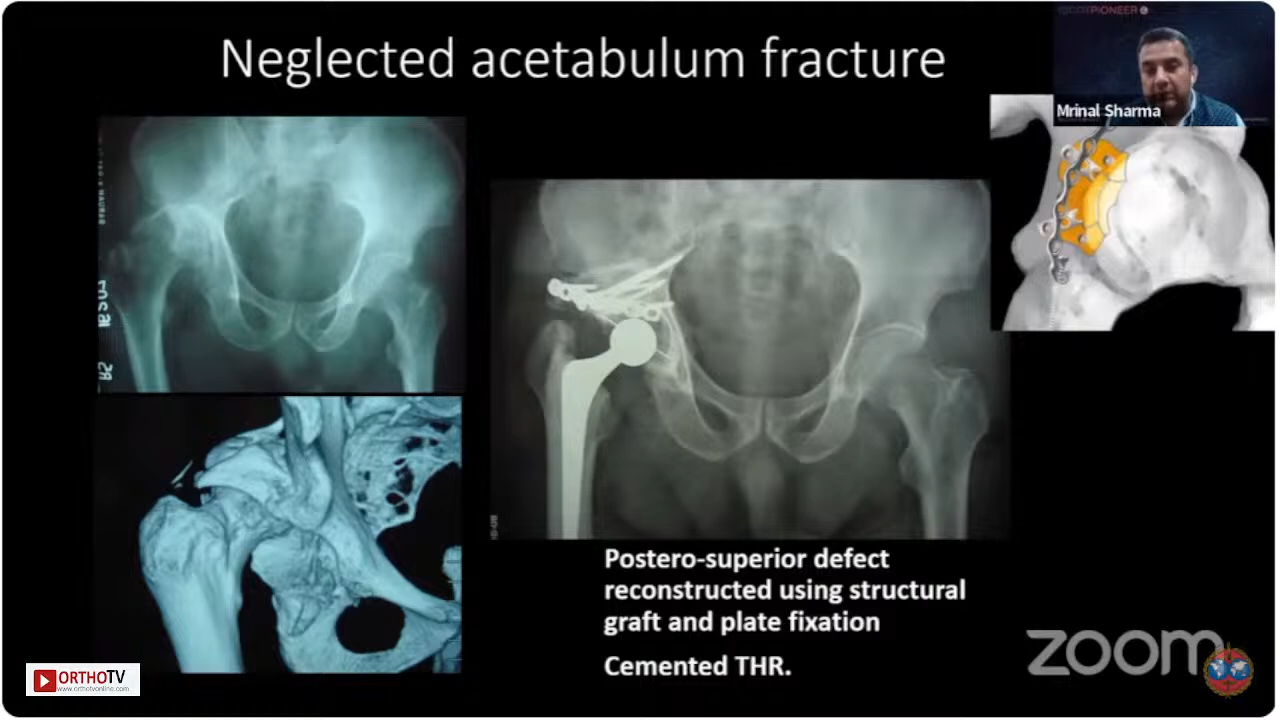 Neglected acetabulum fracture
PIONEER
Mrinal Sharma
Postero-superior defect
reconstructed using structural
graft and plate fixation
Cemented THR.
zoom
ORTHOTV
www.orthotvonline.com